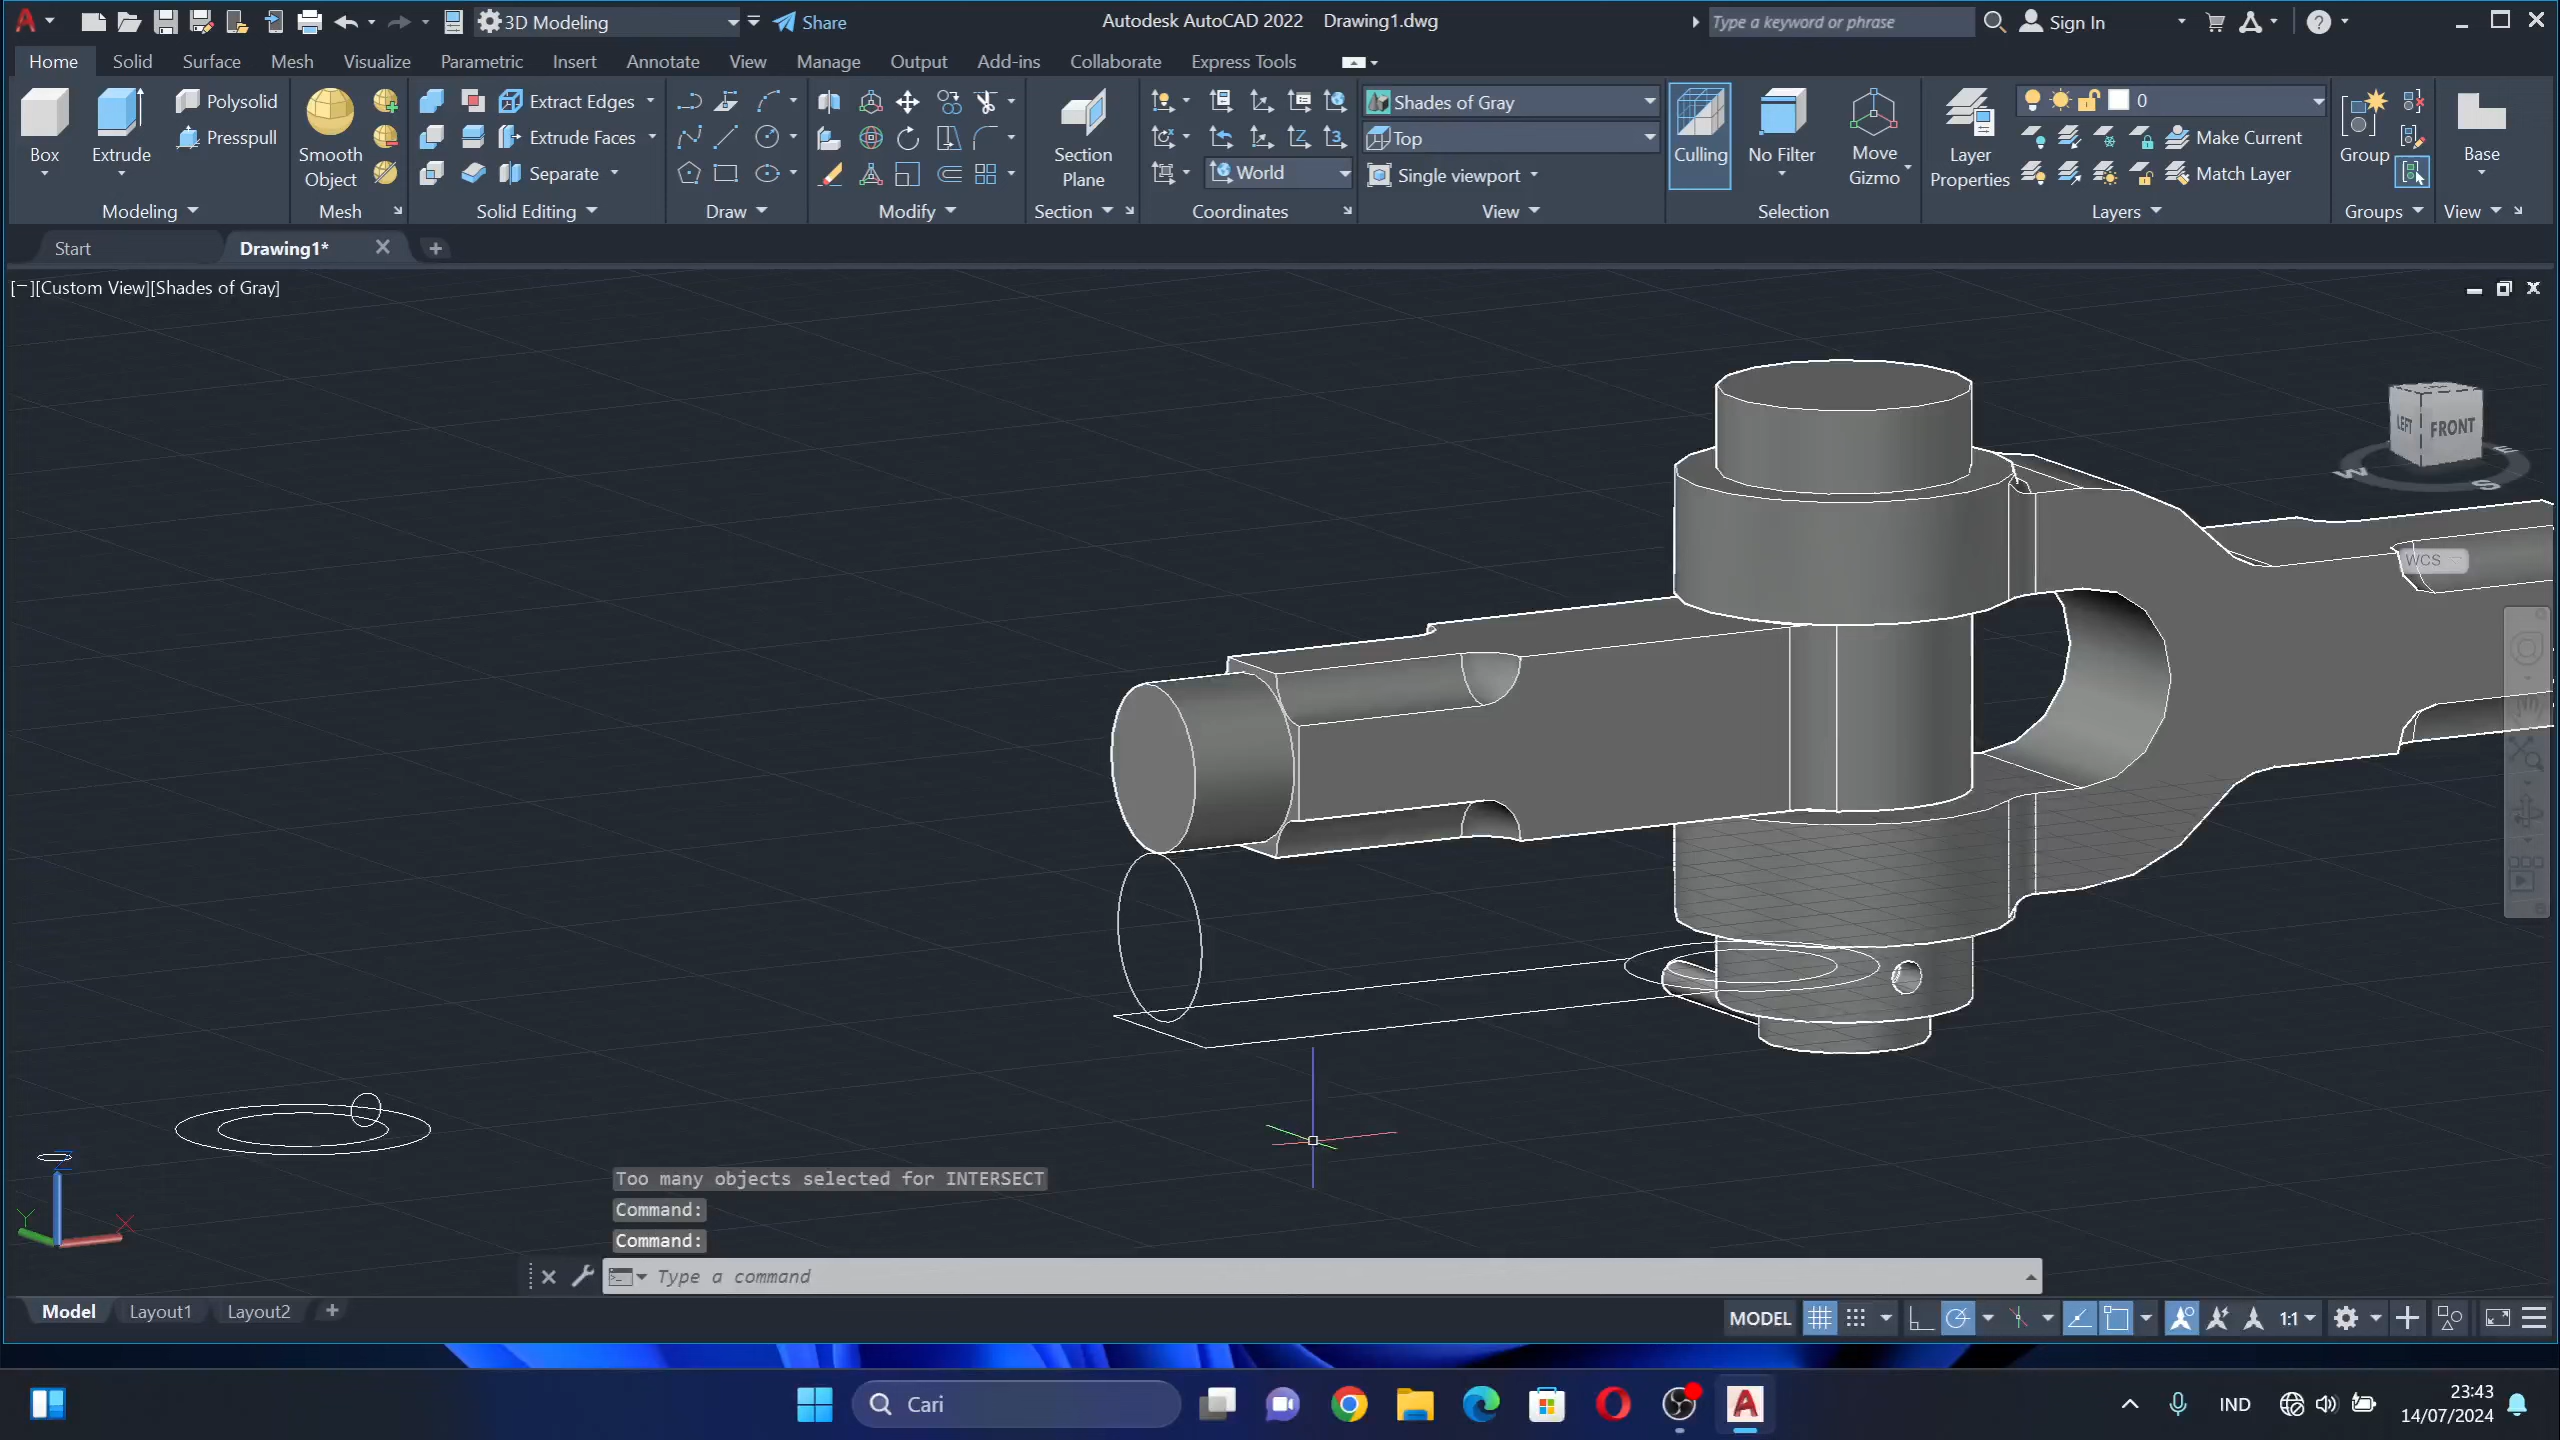 3D Modeling
Share
Autodesk AutoCAD 2022 Drawing1.dwg
Type a keyword or phrase
Sign In
Home Solid Surface Mesh Visualize Parametric Insert Annotate View Manage Output Add-ins Collaborate Express Tools
Box
Extrude
Polysolid
Presspull
Modeling
Smooth
Object
Mesh
Extract Edges
Extrude Faces
Separate
Solid Editing
Draw
Modify
Section
Plane
Section
World
Coordinates
Shades of Gray
Top
Single viewport
View
Culling
No Filter
Move
Gizmo
Selection
Layer
Properties
0
Make Current
Match Layer
Layers
Group
Groups
Base
View
Start
Drawing1*
[−][Custom View][Shades of Gray]
LEFT
FRONT
W
S
E
WCS
Z
Y
X
Too many objects selected for INTERSECT
Command:
Command:
Type a command
Model Layout1 Layout2
MODEL
1:1
Cari
IND
23:43
14/07/2024